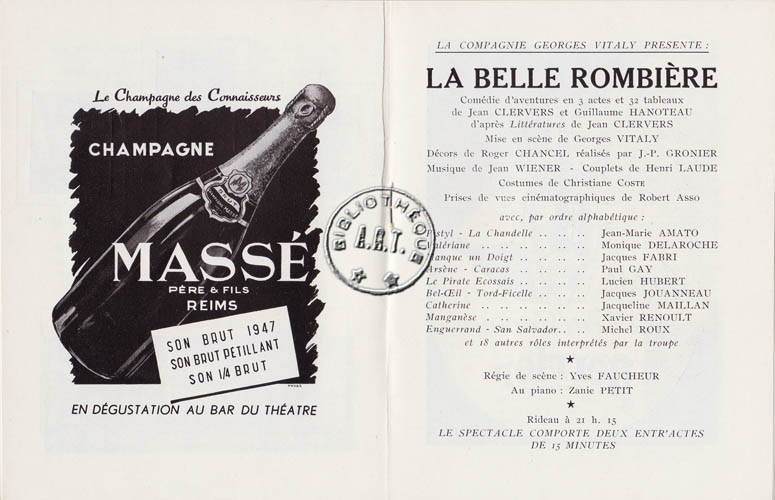 Le Champagne des Connaisseurs
CHAMPAGNE
MASSÉ
PÈRE & FILS
REIMS
SON BRUT 1947
SON BRUT PETILLANT
SON 1/4 BRUT
EN DÉGUSTATION AU BAR DU THÉATRE
BIBLIOTHÈQUE
A.R.T.
LA COMPAGNIE GEORGES VITALY PRESENTE :
LA BELLE ROMBIÈRE
Comédie d'aventures en 3 actes et 32 tableaux
de Jean CLERVERS et Guillaume HANOTEAU
d'après Littératures de Jean CLERVERS
Mise en scène de Georges VITALY
Décors de Roger CHANCEL réalisés par J.-P. GRONIER
Musique de Jean WIENER - Couplets de Henri LAUDE
Costumes de Christiane COSTE
Prises de vues cinématographiques de Robert Asso
avec, par ordre alphabétique :
- La Chandelle .. .. .. Jean-Marie AMATO
.. .. .. .. .. .. Monique DELAROCHE
un Doigt .. .. .. .. Jacques FABRI
- Caracas .. .. .. .. Paul GAY
Le Pirate Ecossais .. .. .. .. Lucien HUBERT
Bel-Œil - Tord-Ficelle .. .. .. Jacques JOUANNEAU
Catherine .. .. .. .. .. .. Jacqueline MAILLAN
Manganèse . .. .. .. .. .. Xavier RENOULT
Enguerrand - San Salvador.. .. Michel ROUX
et 18 autres rôles interprétés par la troupe
Régie de scène : Yves FAUCHEUR
Au piano : Zanie PETIT
Rideau à 21 h. 15
LE SPECTACLE COMPORTE DEUX ENTR'ACTES
DE 15 MINUTES